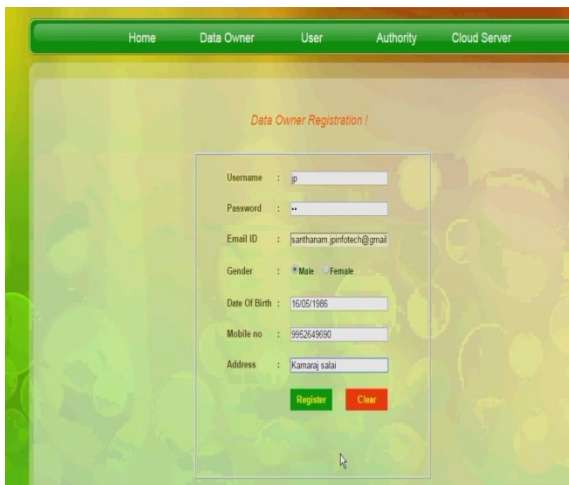 Home Data Owner User Authority Cloud Server
Data Owner Registration !
Username : jp
Password : ••
Email ID : santhanam.jpinfotech@gmail
Gender : Male Female
Date Of Birth : 16/05/1986
Mobile no : 9952649690
Address : Kamaraj salai
Register Clear